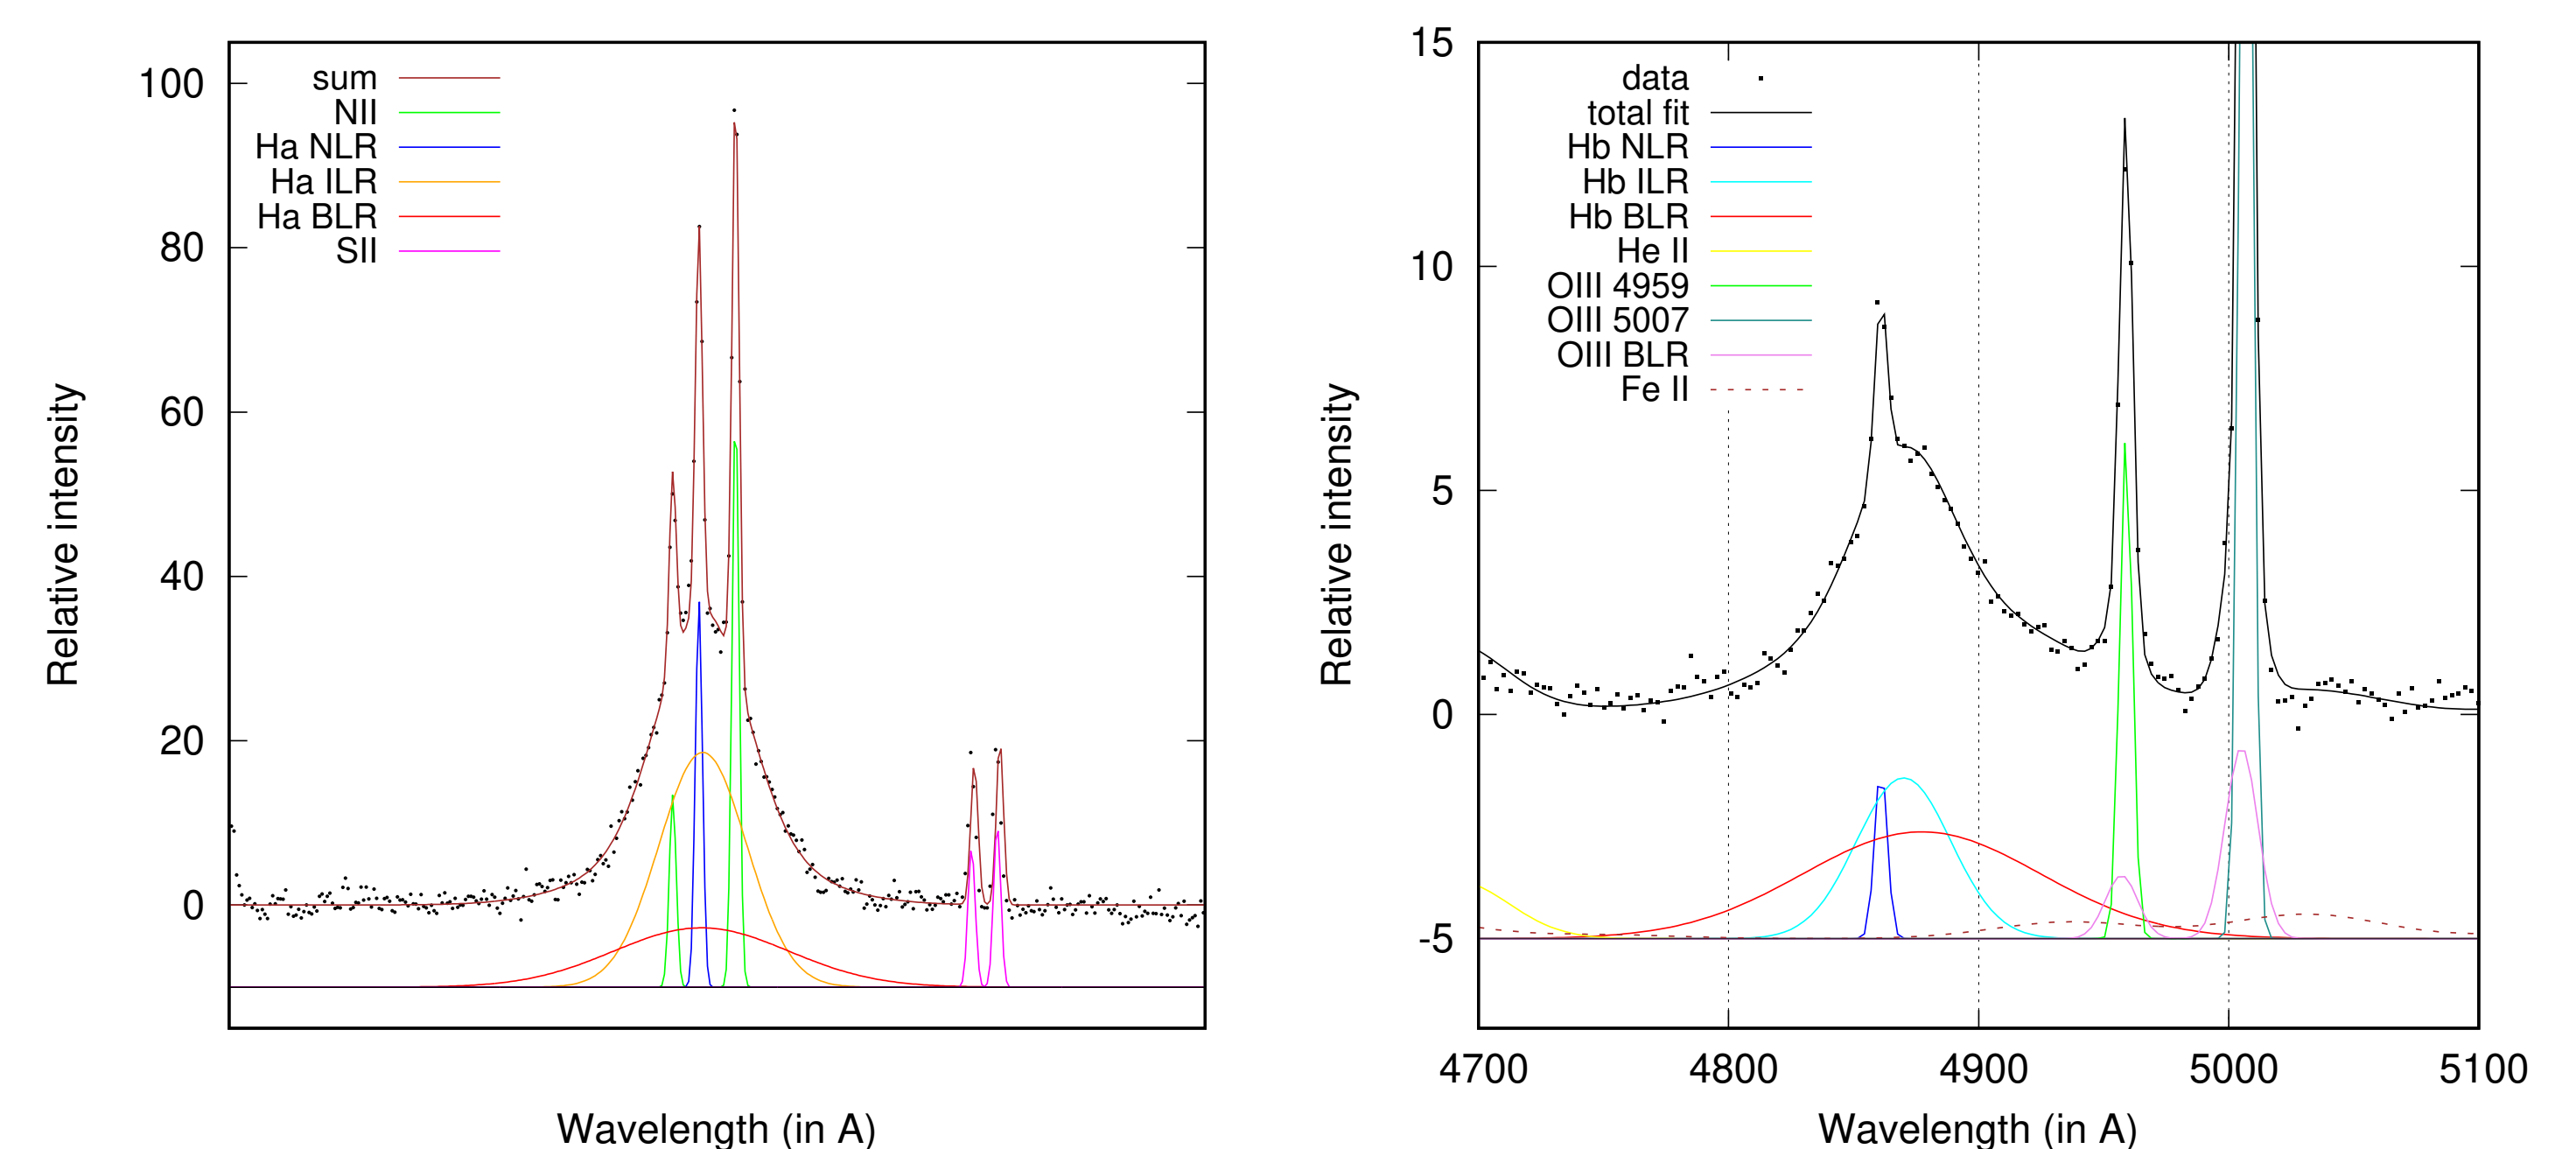 100
80
60
40
20
0
Relative intensity
sum
NII
Ha NLR
Ha ILR
Ha BLR
SII
Wavelength (in A)
15
10
5
0
-5
Relative intensity
data
total fit
Hb NLR
Hb ILR
Hb BLR
He II
OIII 4959
OIII 5007
OIII BLR
Fe II
4700 4800 4900 5000 5100
Wavelength (in A)